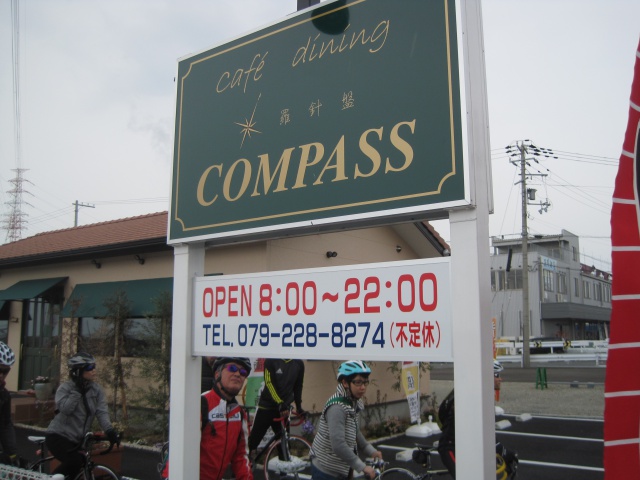 café dining
羅針盤
COMPASS
OPEN 8:00～22:00
TEL, 079-228-8274 (不定休)